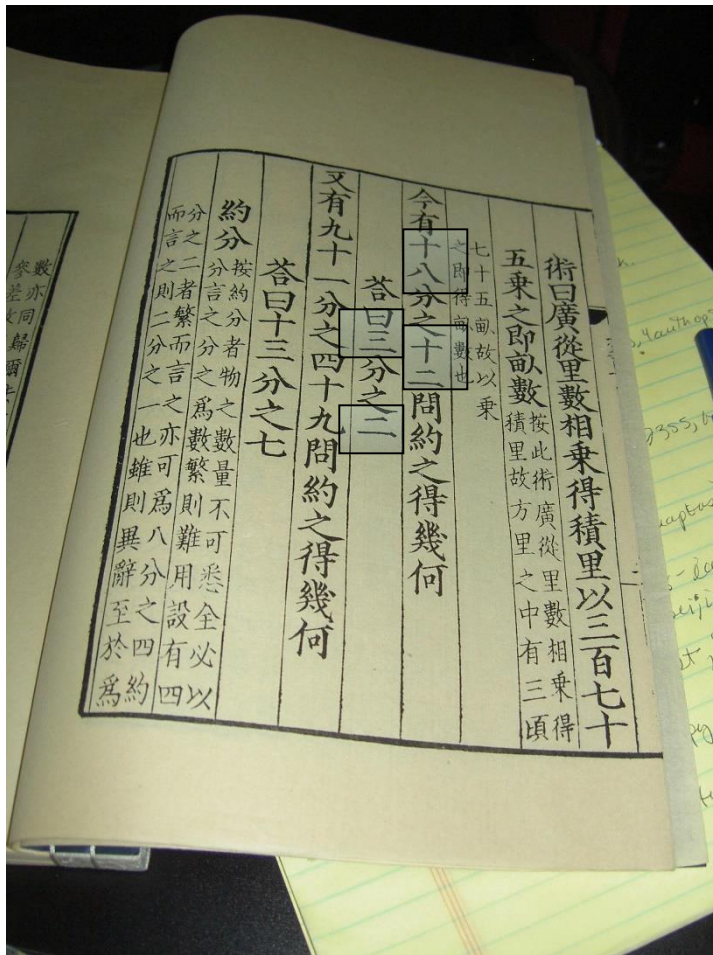 術曰廣從里數相乘得積里以三百七十
五乘之即畝數
按此術廣從里數相乘得
積里故方里之中有三頃
七十五畝故以乘
之即得畝數也
今有十八分之十二問約之得幾何
荅曰三分之二
又有九十一分之四十九問約之得幾何
荅曰十三分之七
約分
按約分者物之數量不可悉全必以
分言之分之爲數繁則難用設有四
分之二者繁而言之亦可爲八分之四約
而言之則二分之一也雖則異辭至於爲
數亦同歸爾
參差故